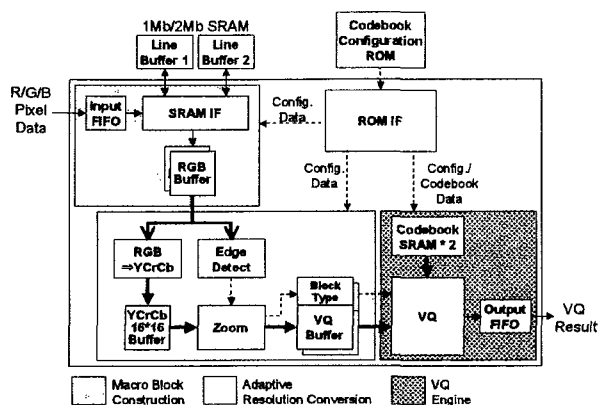 1Mb/2Mb SRAM
Line
Buffer 1
Line
Buffer 2
Codebook
Configuration
ROM
R/G/B
Pixel
Data
Input
FIFO
SRAM IF
Config.
Data
ROM IF
RGB
Buffer
Config.
Data
Config./
Codebook
Data
RGB
⇒YCrCb
Edge
Detect
Codebook
SRAM * 2
YCrCb
16*16
Buffer
Zoom
Block
Type
VQ
Buffer
VQ
Output
FIFO
VQ
Result
Macro Block
Construction
Adaptive
Resolution Conversion
VQ
Engine